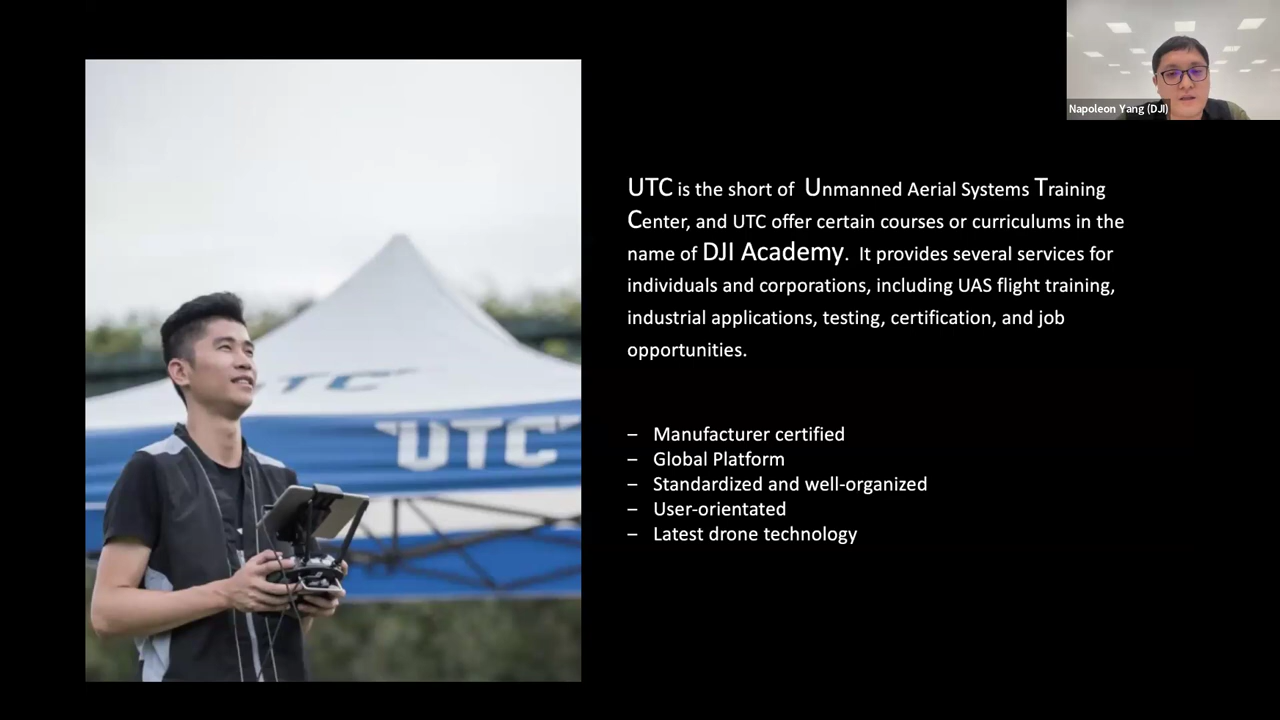 Napoleon Yang (DJI)
UTC is the short of Unmanned Aerial Systems Training
Center, and UTC offer certain courses or curriculums in the
name of DJI Academy. It provides several services for
individuals and corporations, including UAS flight training,
industrial applications, testing, certification, and job
opportunities.
– Manufacturer certified
– Global Platform
– Standardized and well-organized
– User-orientated
– Latest drone technology
UTC
UTC